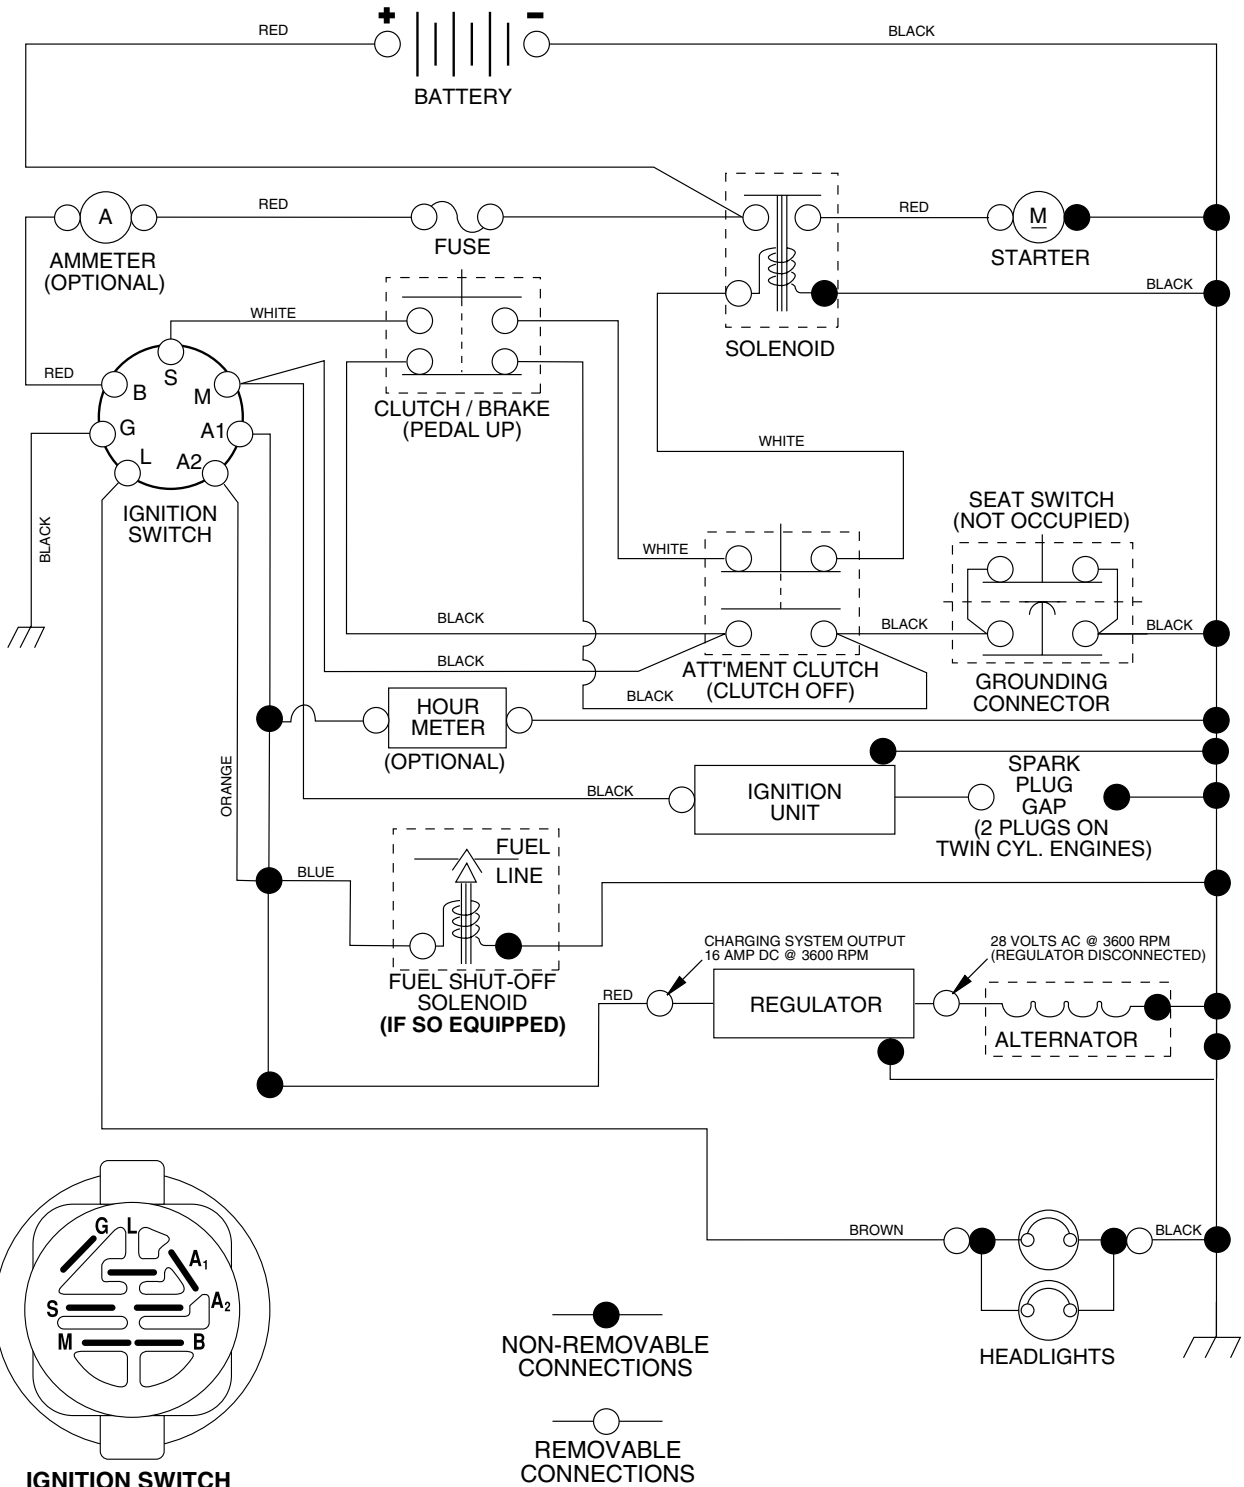 +
−
RED
BLACK
BATTERY
A
RED
RED
M
AMMETER
(OPTIONAL)
FUSE
STARTER
BLACK
WHITE
SOLENOID
RED
S
B
M
G
A1
L
A2
CLUTCH / BRAKE
(PEDAL UP)
WHITE
IGNITION
SWITCH
BLACK
SEAT SWITCH
(NOT OCCUPIED)
WHITE
BLACK
BLACK
BLACK
BLACK
BLACK
ATT'MENT CLUTCH
(CLUTCH OFF)
GROUNDING
CONNECTOR
HOUR
METER
(OPTIONAL)
ORANGE
BLACK
IGNITION
UNIT
SPARK
PLUG
GAP
(2 PLUGS ON
TWIN CYL. ENGINES)
BLUE
FUEL
LINE
FUEL SHUT-OFF
SOLENOID
(IF SO EQUIPPED)
CHARGING SYSTEM OUTPUT
16 AMP DC @ 3600 RPM
28 VOLTS AC @ 3600 RPM
(REGULATOR DISCONNECTED)
RED
REGULATOR
ALTERNATOR
BROWN
BLACK
HEADLIGHTS
G
L
A1
S
A2
M
B
IGNITION SWITCH
NON-REMOVABLE
CONNECTIONS
REMOVABLE
CONNECTIONS